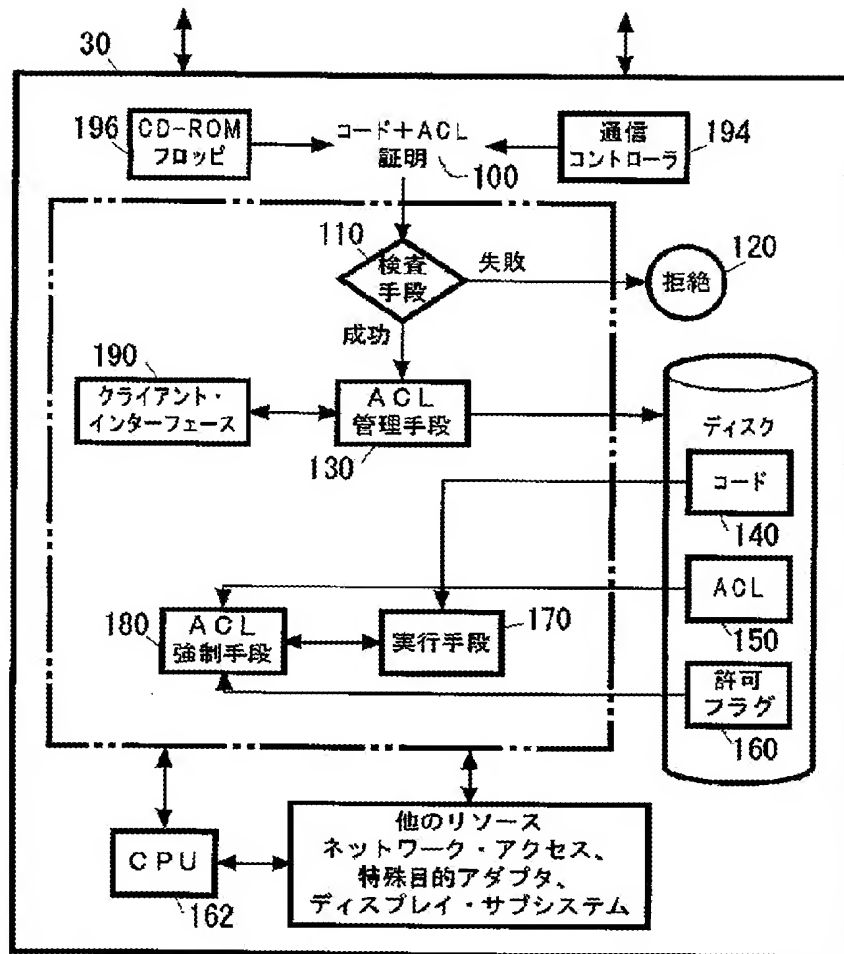 30
196
CD-ROM
フロッピ
コード+ACL
証明
100
通信
コントローラ
194
110
検査
手段
失敗
120
拒絶
成功
190
クライアント・
インターフェース
ACL
管理手段
130
ディスク
コード
140
ACL
150
許可
フラグ
160
180
ACL
強制手段
実行手段
170
CPU
162
他のリソース
ネットワーク・アクセス、
特殊目的アダプタ、
ディスプレイ・サブシステム